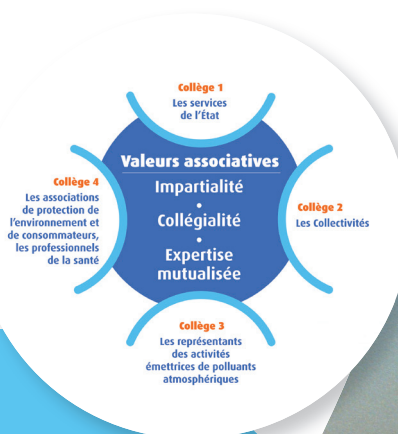 Collège 1
Les services
de l'État
Valeurs associatives
Impartialité
•
Collégialité
•
Expertise
mutualisée
Collège 4
Les associations
de protection de
l'environnement et
de consommateurs,
les professionnels
de la santé
Collège 2
Les Collectivités
Collège 3
Les représentants
des activités
émettrices de polluants
atmosphériques